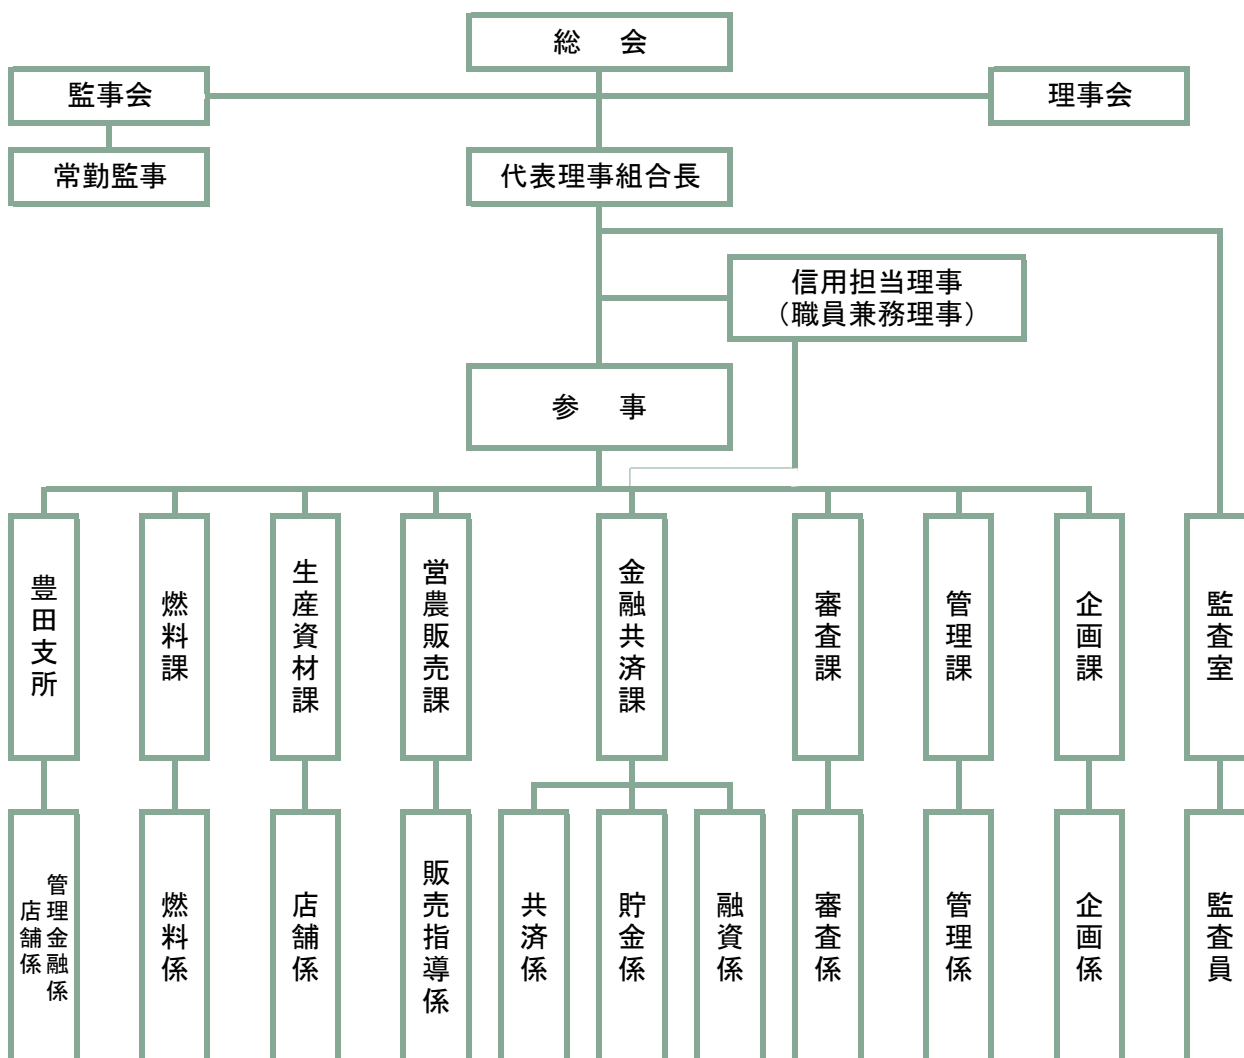 総　会
監事会
理事会
常勤監事
代表理事組合長
信用担当理事
（職員兼務理事）
参　事
豊田支所
燃料課
生産資材課
営農販売課
金融共済課
審査課
管理課
企画課
監査室
管理金融係
店舗係
燃料係
店舗係
販売指導係
共済係
貯金係
融資係
審査係
管理係
企画係
監査員